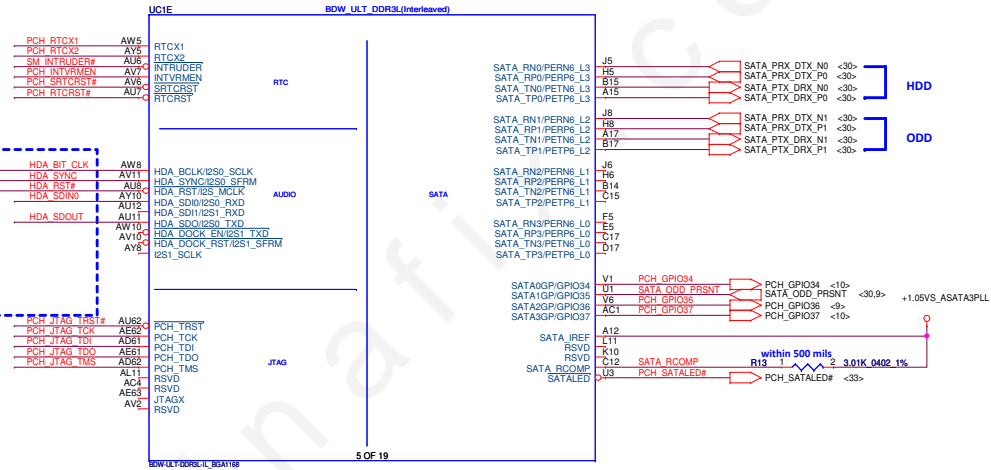 UC1E
BDW_ULT_DDR3L(Interleaved)
PCH_RTCX1 AW5 RTCX1
PCH_RTCX2 AY5 RTCX2
SM_INTRUDER# AU6 INTRUDER
PCH_INTVRMEN AV7 INTVRMEN
PCH_SRTCRST# AV6 SRTCRST
PCH_RTCRST# AU7 RTCRST
RTC
SATA_RN0/PERN6_L3 J5 SATA_PRX_DTX_N0 <30>
SATA_RP0/PERP6_L3 H5 SATA_PRX_DTX_P0 <30>
SATA_TN0/PETN6_L3 B15 SATA_PTX_DRX_N0 <30>
SATA_TP0/PETP6_L3 A15 SATA_PTX_DRX_P0 <30>
HDD
SATA_RN1/PERN6_L2 J8 SATA_PRX_DTX_N1 <30>
SATA_RP1/PERP6_L2 H8 SATA_PRX_DTX_P1 <30>
SATA_TN1/PETN6_L2 A17 SATA_PTX_DRX_N1 <30>
SATA_TP1/PETP6_L2 B17 SATA_PTX_DRX_P1 <30>
ODD
HDA_BIT_CLK AW8 HDA_BCLK/I2S0_SCLK
HDA_SYNC AV11 HDA_SYNC/I2S0_SFRM
HDA_RST# AU8 HDA_RST/I2S_MCLK
HDA_SDIN0 AY10 HDA_SDI0/I2S0_RXD
AU12 HDA_SDI1/I2S1_RXD
HDA_SDOUT AU11 HDA_SDO/I2S0_TXD
AW10 HDA_DOCK_EN/I2S1_TXD
AV10 HDA_DOCK_RST/I2S1_SFRM
AY8 I2S1_SCLK
AUDIO
SATA
SATA_RN2/PERN6_L1 J6
SATA_RP2/PERP6_L1 H6
SATA_TN2/PETN6_L1 B14
SATA_TP2/PETP6_L1 C15
SATA_RN3/PERN6_L0 F5
SATA_RP3/PERP6_L0 E5
SATA_TN3/PETN6_L0 C17
SATA_TP3/PETP6_L0 D17
SATA0GP/GPIO34 V1 PCH_GPIO34 PCH_GPIO34 <10>
SATA1GP/GPIO35 U1 SATA_ODD_PRSNT SATA_ODD_PRSNT <30,9>
SATA2GP/GPIO36 V6 PCH_GPIO36 PCH_GPIO36 <9>
SATA3GP/GPIO37 AC1 PCH_GPIO37 PCH_GPIO37 <10>
+1.05VS_ASATA3PLL
PCH_JTAG_TRST# AU62 PCH_TRST
PCH_JTAG_TCK AE62 PCH_TCK
PCH_JTAG_TDI AD61 PCH_TDI
PCH_JTAG_TDO AE61 PCH_TDO
PCH_JTAG_TMS AD62 PCH_TMS
AL11 RSVD
AC4 RSVD
AE63 JTAGX
AV2 RSVD
JTAG
SATA_IREF A12
RSVD L11
RSVD K10
within 500 mils
SATA_RCOMP C12 SATA_RCOMP R13 1 2 3.01K_0402_1%
SATALED U3 PCH_SATALED# PCH_SATALED# <33>
5 OF 19
BDW-ULT-DDR3L-IL_BGA1168